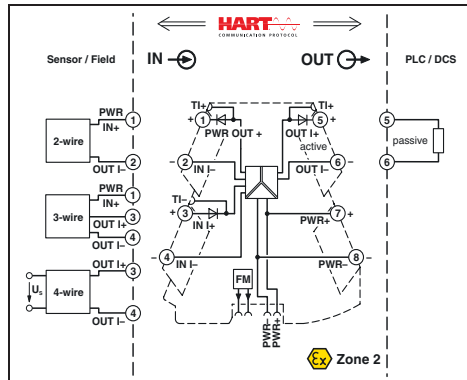 HART
COMMUNICATION PROTOCOL
Sensor / Field
IN
OUT
PLC / DCS
PWR
IN+
1
2-wire
2
OUT I–
PWR
IN+
1
3-wire
OUT I+
3
4
OUT I–
OUT I+
3
Us
4-wire
4
OUT I–
TI+
+
1
PWR OUT +
2
–
IN I–
TI–
+
3
IN I+
–
4
IN I–
TI+
5
+
OUT I+
active
6
–
OUT I–
7
+
PWR+
8
–
PWR–
FM
PWR–
PWR+
5
passive
6
Ex
Zone 2